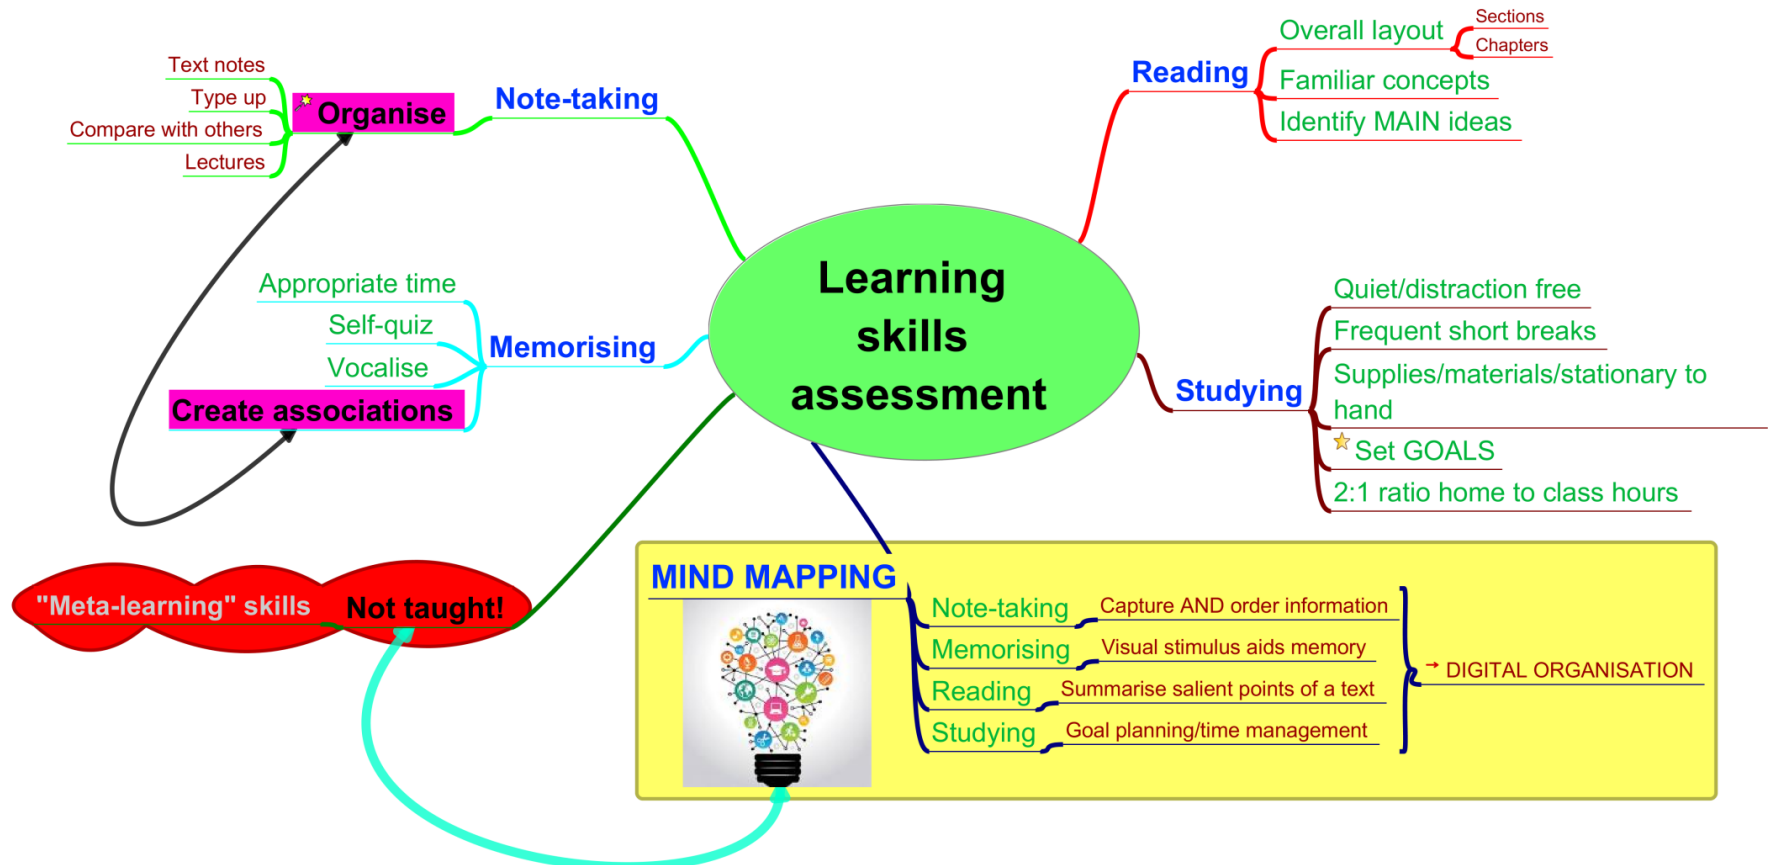 Learning
skills
assessment
Note-taking
Organise
Text notes
Type up
Compare with others
Lectures
Memorising
Appropriate time
Self-quiz
Vocalise
Create associations
Not taught!
"Meta-learning" skills
Reading
Overall layout
Sections
Chapters
Familiar concepts
Identify MAIN ideas
Studying
Quiet/distraction free
Frequent short breaks
Supplies/materials/stationary to
hand
Set GOALS
2:1 ratio home to class hours
MIND MAPPING
Note-taking
Capture AND order information
Memorising
Visual stimulus aids memory
Reading
Summarise salient points of a text
Studying
Goal planning/time management
DIGITAL ORGANISATION